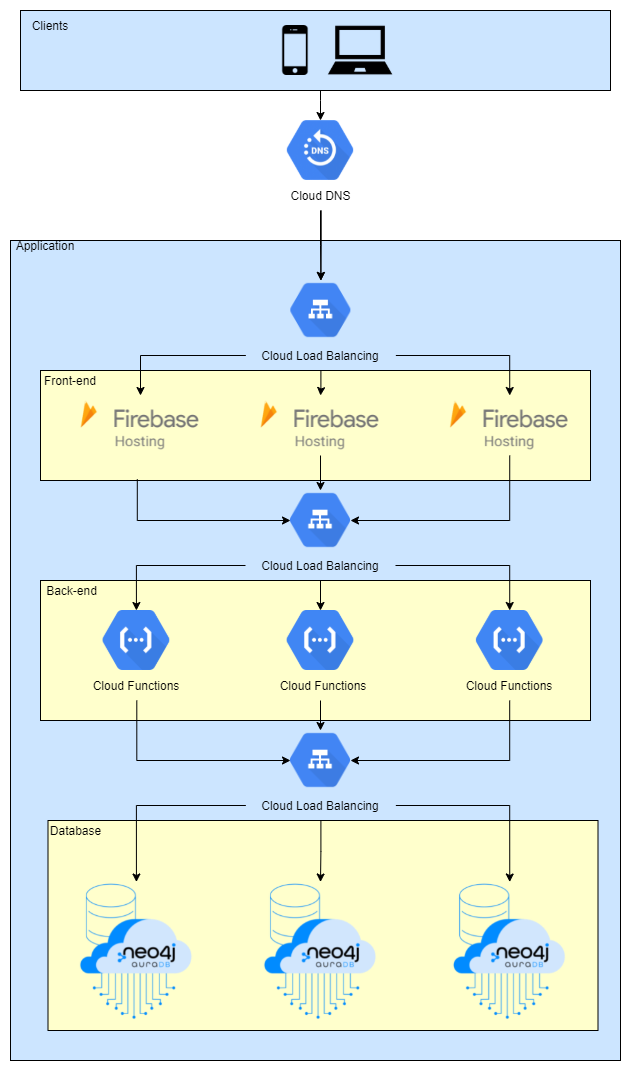 Clients
DNS
Cloud DNS
Application
Cloud Load Balancing
Front-end
Firebase Firebase Firebase
Hosting Hosting Hosting
Cloud Load Balancing
Back-end
Cloud Functions Cloud Functions Cloud Functions
Cloud Load Balancing
Database
neo4j neo4j neo4j
auraDB auraDB auraDB